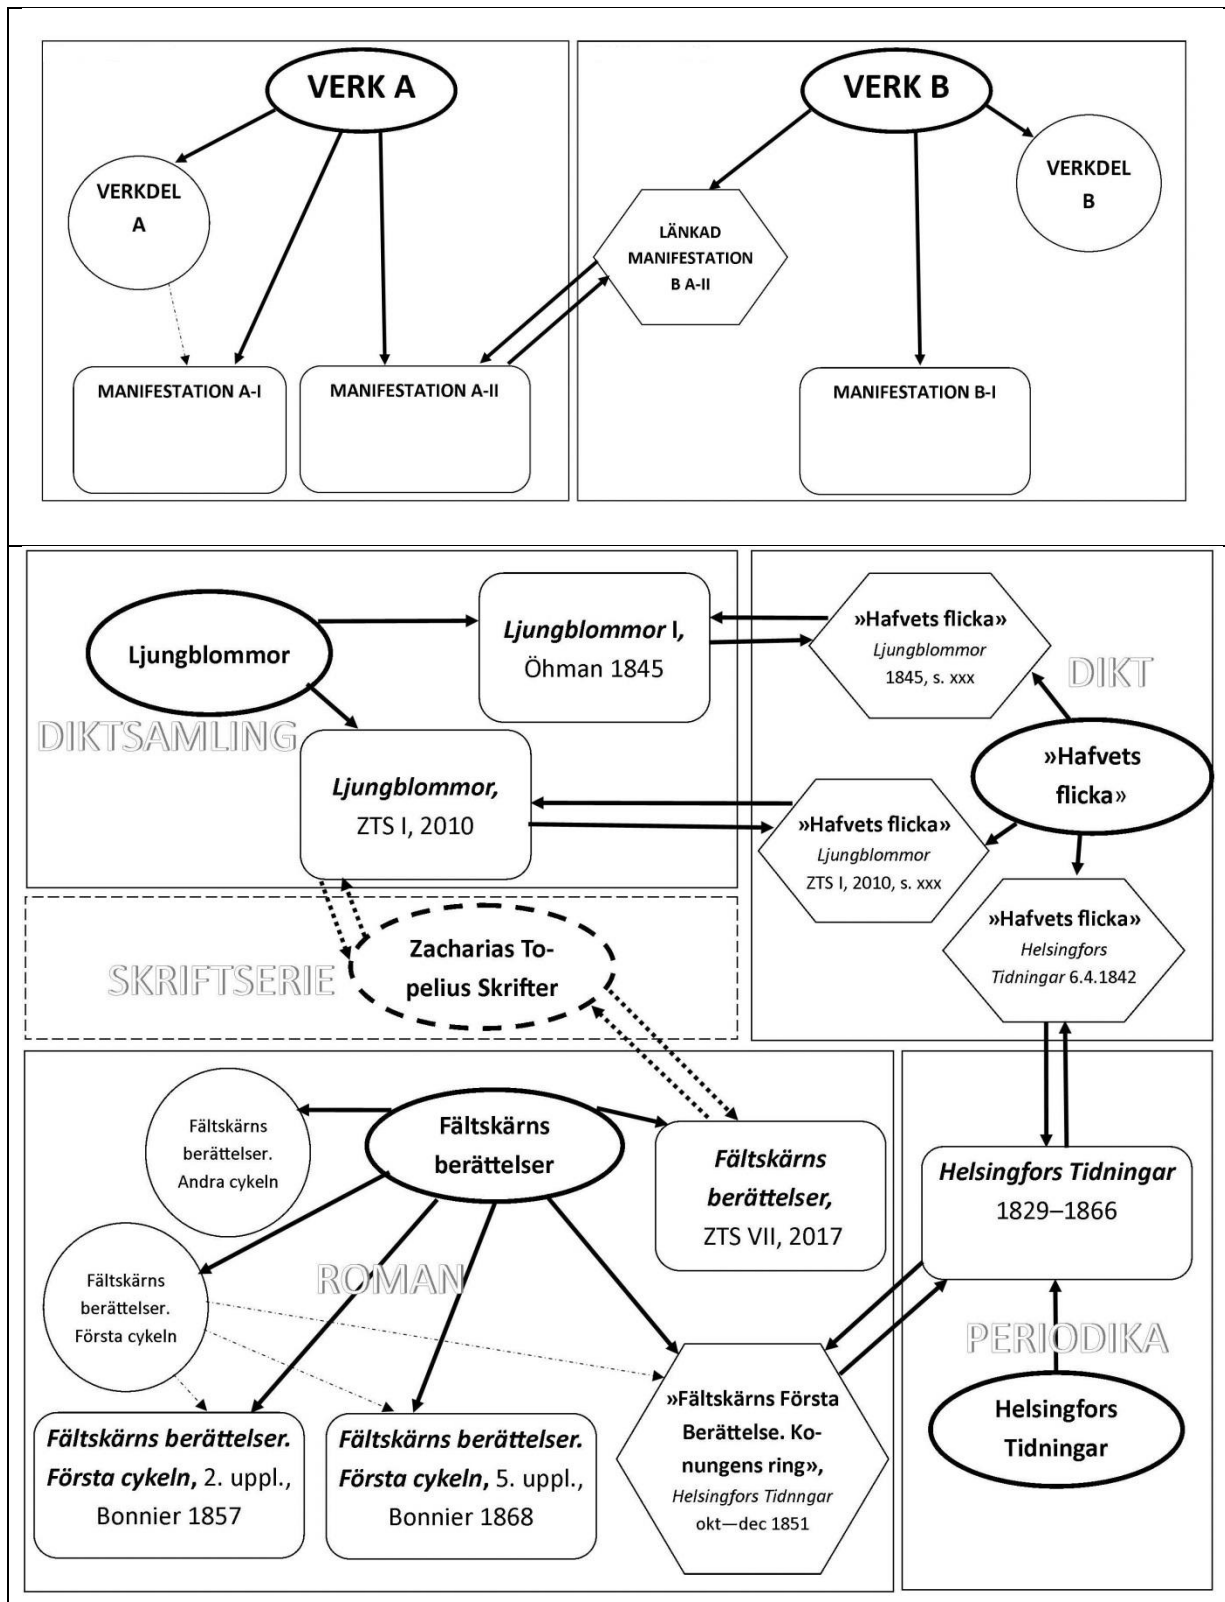 VERK A
VERK B
VERKDEL
A
VERKDEL
B
LÄNKAD
MANIFESTATION
B A-II
MANIFESTATION A-I
MANIFESTATION A-II
MANIFESTATION B-I
Ljungblommor
DIKTSAMLING
Ljungblommor I,
Öhman 1845
»Hafvets flicka»
Ljungblommor
1845, s. xxx
DIKT
»Hafvets
flicka»
Ljungblommor,
ZTS I, 2010
»Hafvets flicka»
Ljungblommor
ZTS I, 2010, s. xxx
»Hafvets flicka»
Helsingfors
Tidningar 6.4.1842
SKRIFTSERIE
Zacharias To-
pelius Skrifter
Fältskärns
berättelser.
Andra cykeln
Fältskärns
berättelser
Fältskärns
berättelser,
ZTS VII, 2017
Helsingfors Tidningar
1829–1866
Fältskärns
berättelser.
Första cykeln
ROMAN
PERIODIKA
Fältskärns berättelser.
Första cykeln, 2. uppl.,
Bonnier 1857
Fältskärns berättelser.
Första cykeln, 5. uppl.,
Bonnier 1868
»Fältskärns Första
Berättelse. Ko-
nungens ring»,
Helsingfors Tidnngar
okt—dec 1851
Helsingfors
Tidningar